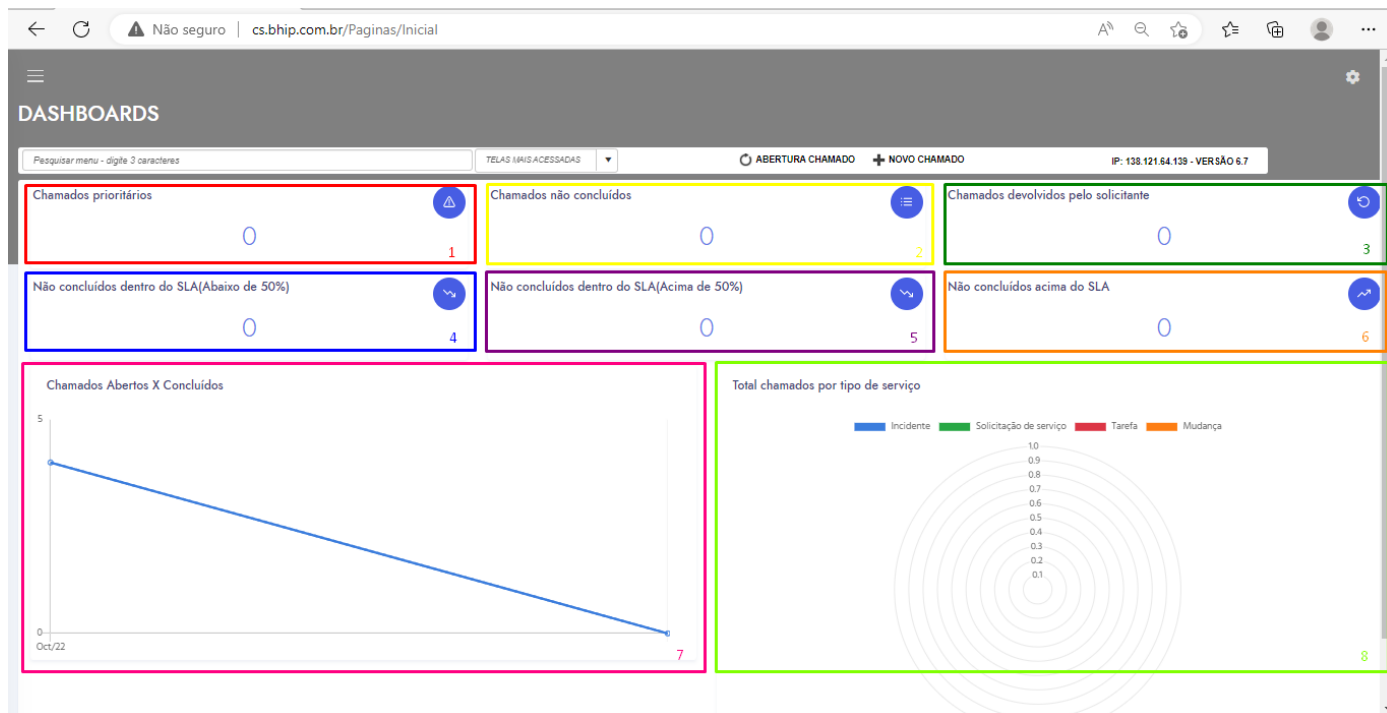 Não seguro | cs.bhip.com.br/Paginas/Inicial
DASHBOARDS
Pesquisar menu - digite 3 caracteres TELAS MAIS ACESSADAS ABERTURA CHAMADO NOVO CHAMADO IP: 138.121.64.139 - VERSÃO 6.7
Chamados prioritários
0
1
Chamados não concluídos
0
2
Chamados devolvidos pelo solicitante
0
3
Não concluídos dentro do SLA(Abaixo de 50%)
0
4
Não concluídos dentro do SLA(Acima de 50%)
0
5
Não concluídos acima do SLA
0
6
Chamados Abertos X Concluídos
5
0
Oct/22
7
Total chamados por tipo de serviço
Incidente Solicitação de serviço Tarefa Mudança
1.0
0.9
0.8
0.7
0.6
0.5
0.4
0.3
0.2
0.1
8